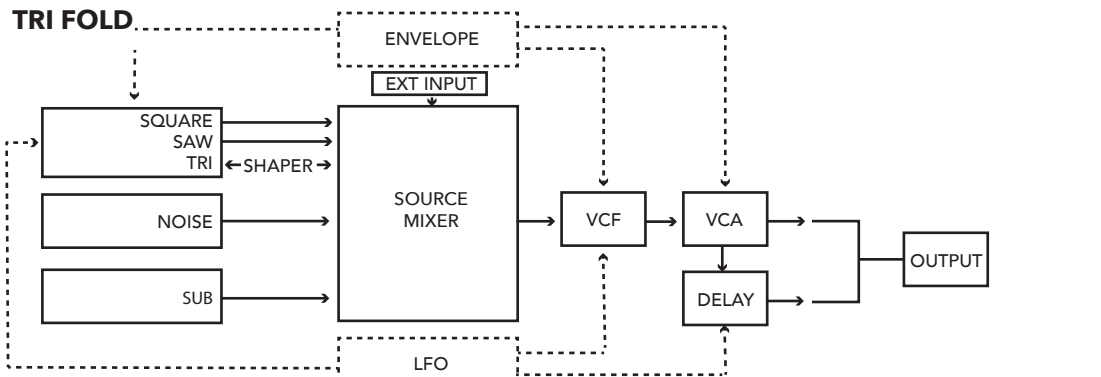 TRI FOLD
ENVELOPE
EXT INPUT
SQUARE
SAW
TRI
SHAPER
SOURCE
MIXER
NOISE
VCF
VCA
OUTPUT
SUB
DELAY
LFO